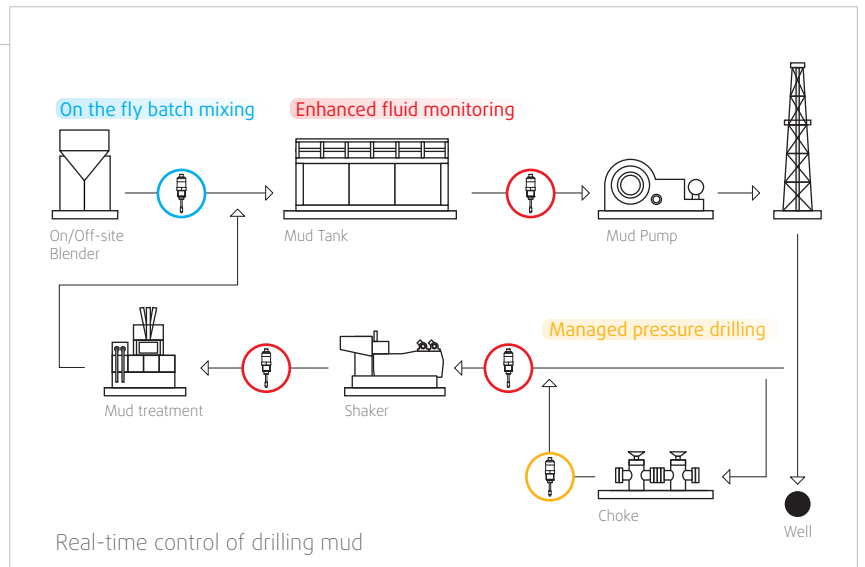 On the fly batch mixing
Enhanced fluid monitoring
On/Off-site
Blender
Mud Tank
Mud Pump
Managed pressure drilling
Mud treatment
Shaker
Choke
Well
Real-time control of drilling mud